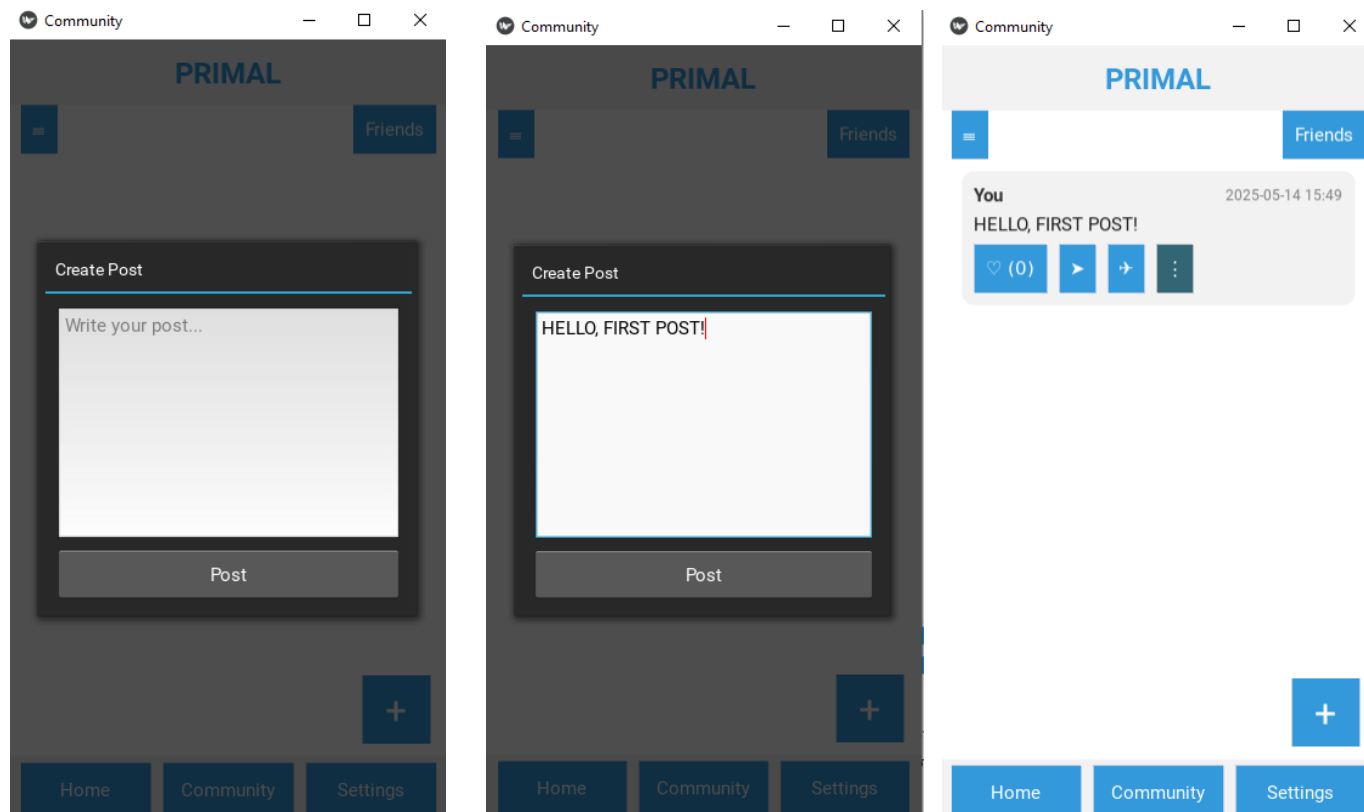 Community
PRIMAL
≡
Friends
Create Post
Write your post...
Post
+
Home Community Settings
Community
PRIMAL
≡
Friends
Create Post
HELLO, FIRST POST!
Post
+
Home Community Settings
Community
PRIMAL
≡
Friends
You 2025-05-14 15:49
HELLO, FIRST POST!
♡ (0) ➤ ✈ ⋮
+
Home Community Settings